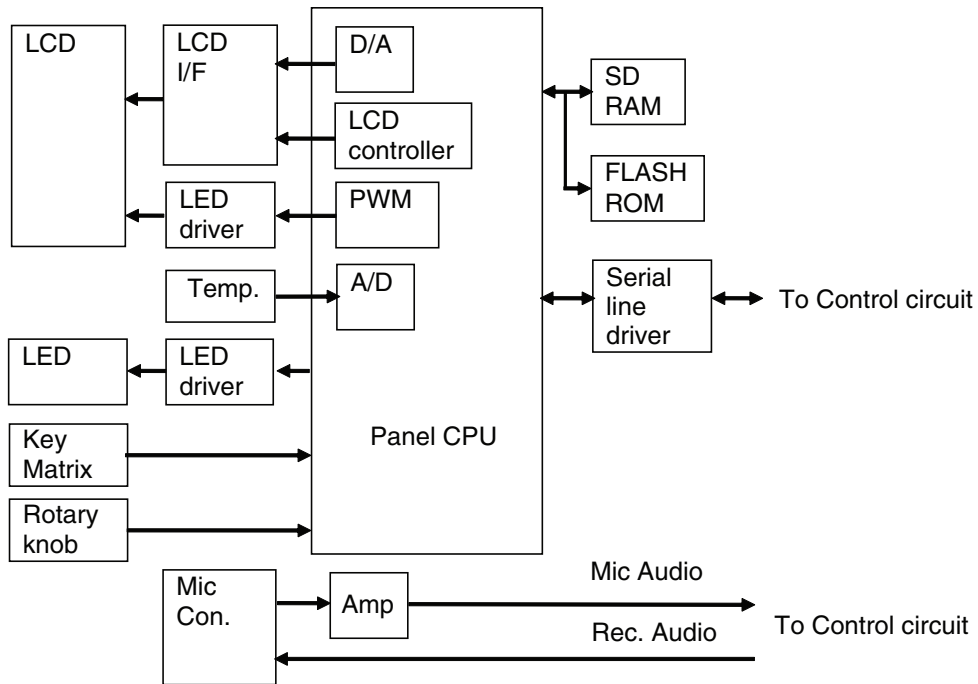 LCD
LCD
I/F
D/A
LCD
controller
SD
RAM
FLASH
ROM
LED
driver
PWM
Temp.
A/D
Serial
line
driver
To Control circuit
LED
LED
driver
Panel CPU
Key
Matrix
Rotary
knob
Mic
Con.
Amp
Mic Audio
Rec. Audio
To Control circuit